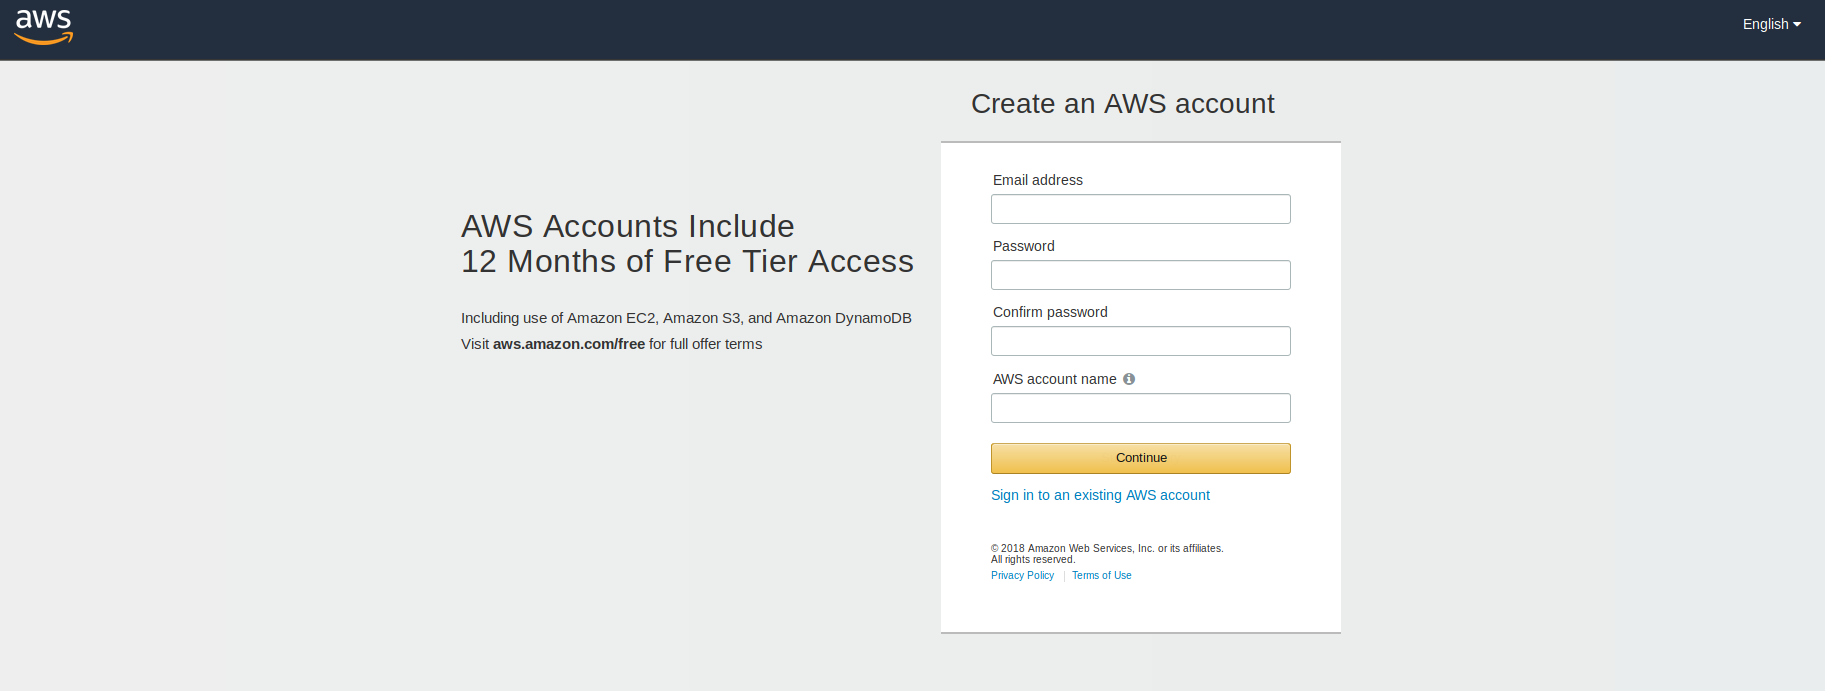 aws
English
Create an AWS account
AWS Accounts Include
12 Months of Free Tier Access
Including use of Amazon EC2, Amazon S3, and Amazon DynamoDB
Visit aws.amazon.com/free for full offer terms
Email address
Password
Confirm password
AWS account name
Continue
Sign in to an existing AWS account
© 2018 Amazon Web Services, Inc. or its affiliates.
All rights reserved.
Privacy Policy | Terms of Use